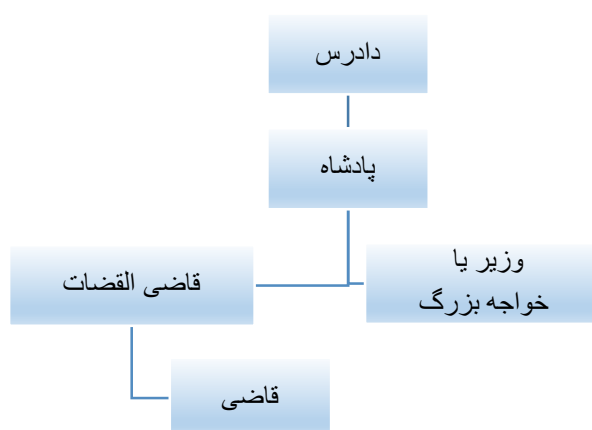 دادرس
پادشاه
وزیر یا
خواجه بزرگ
قاضی القضات
قاضی